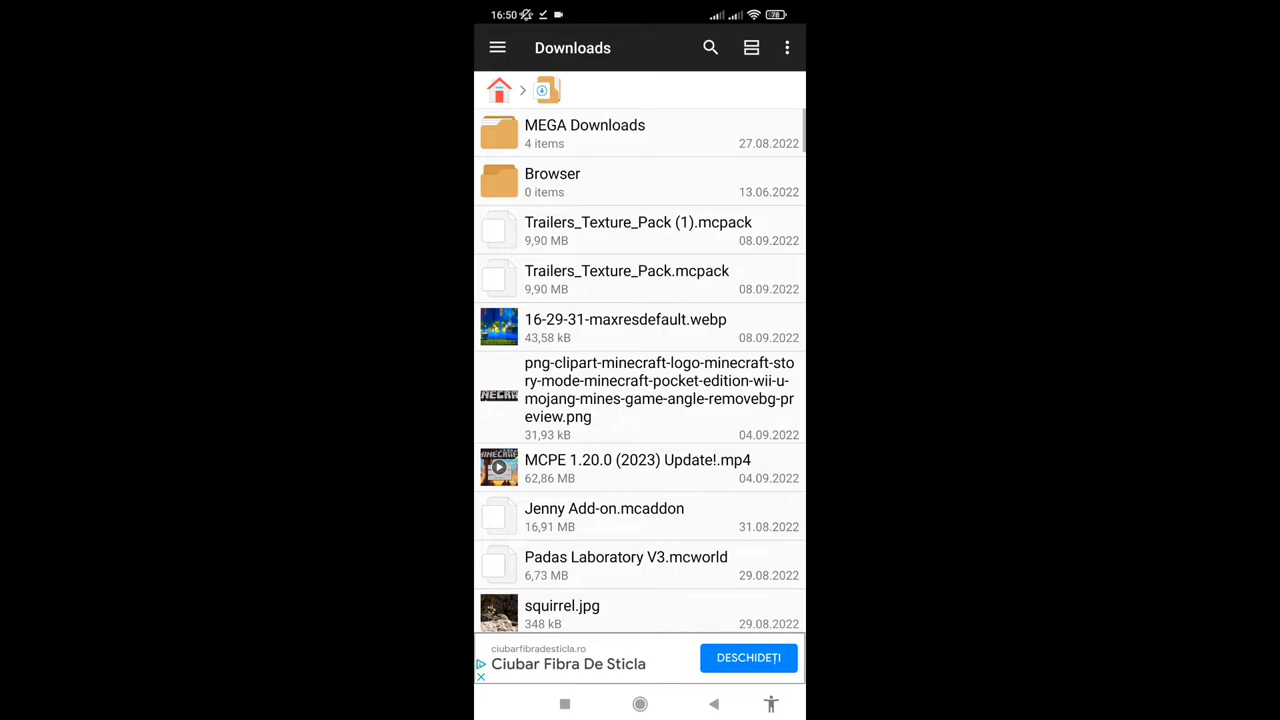 16:50
78
Downloads
MEGA Downloads
4 items
27.08.2022
Browser
0 items
13.06.2022
Trailers_Texture_Pack (1).mcpack
9,90 MB
08.09.2022
Trailers_Texture_Pack.mcpack
9,90 MB
08.09.2022
16-29-31-maxresdefault.webp
43,58 kB
08.09.2022
png-clipart-minecraft-logo-minecraft-sto
ry-mode-minecraft-pocket-edition-wii-u-
mojang-mines-game-angle-removebg-pr
eview.png
31,93 kB
04.09.2022
MCPE 1.20.0 (2023) Update!.mp4
62,86 MB
04.09.2022
Jenny Add-on.mcaddon
16,91 MB
31.08.2022
Padas Laboratory V3.mcworld
6,73 MB
29.08.2022
squirrel.jpg
348 kB
29.08.2022
ciubarfibradesticla.ro
Ciubar Fibra De Sticla
DESCHIDEȚI